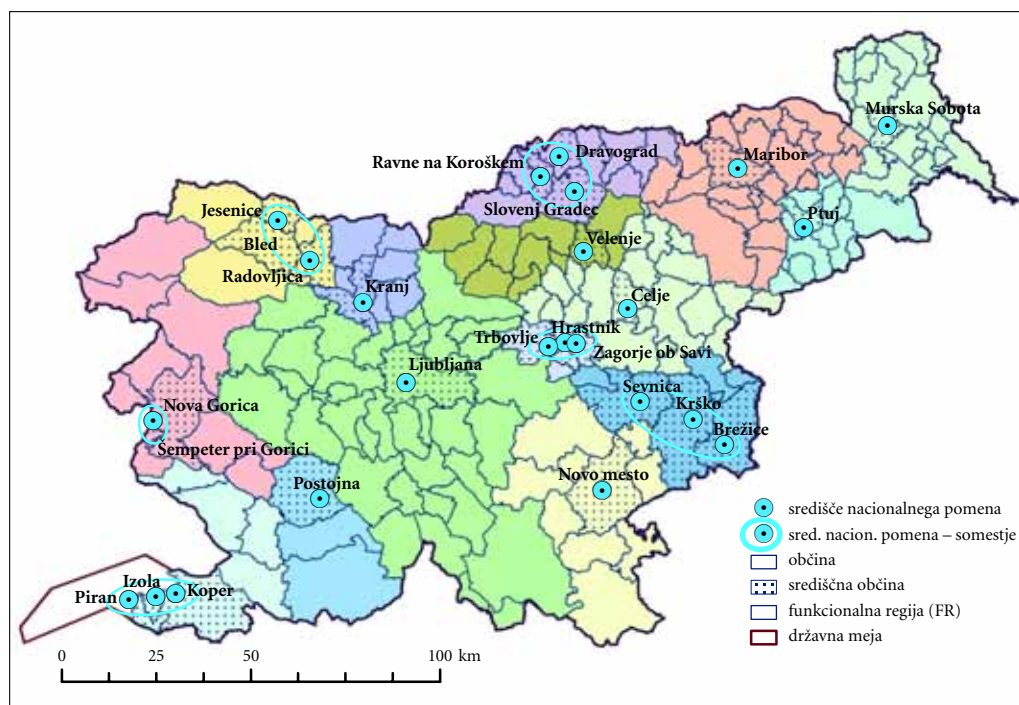 Murska Sobota
Dravograd
Maribor
Ravne na Koroškem
Slovenj Gradec
Jesenice
Ptuj
Bled
Velenje
Radovljica
Kranj
Celje
Hrastnik
Trbovlje
Zagorje ob Savi
Ljubljana
Sevnica
Nova Gorica
Krško
Brežice
Šempeter pri Gorici
Novo mesto
Postojna
središče nacionalnega pomena
sred. nacion. pomena – somestje
občina
Izola
Koper
Piran
središčna občina
funkcionalna regija (FR)
državna meja
0 25 50 100 km